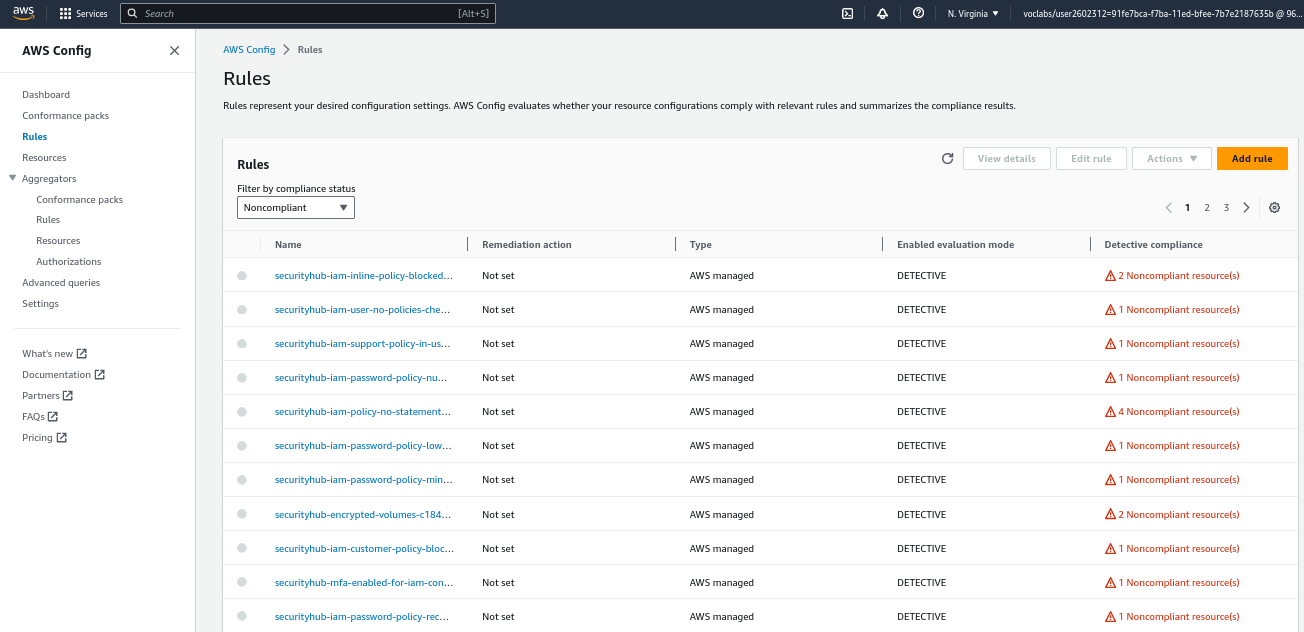 aws Services Search [Alt+S] N. Virginia voclabs/user2602312=91fe7bca-f7ba-11ed-bfee-7b7e2187635b @ 96...
AWS Config
Dashboard
Conformance packs
Rules
Resources
Aggregators
Conformance packs
Rules
Resources
Authorizations
Advanced queries
Settings
What's new
Documentation
Partners
FAQs
Pricing
AWS Config > Rules
Rules
Rules represent your desired configuration settings. AWS Config evaluates whether your resource configurations comply with relevant rules and summarizes the compliance results.
Rules View details Edit rule Actions Add rule
Filter by compliance status
Noncompliant 1 2 3
Name Remediation action Type Enabled evaluation mode Detective compliance
securityhub-iam-inline-policy-blocked... Not set AWS managed DETECTIVE 2 Noncompliant resource(s)
securityhub-iam-user-no-policies-che... Not set AWS managed DETECTIVE 1 Noncompliant resource(s)
securityhub-iam-support-policy-in-us... Not set AWS managed DETECTIVE 1 Noncompliant resource(s)
securityhub-iam-password-policy-nu... Not set AWS managed DETECTIVE 1 Noncompliant resource(s)
securityhub-iam-policy-no-statement... Not set AWS managed DETECTIVE 4 Noncompliant resource(s)
securityhub-iam-password-policy-low... Not set AWS managed DETECTIVE 1 Noncompliant resource(s)
securityhub-iam-password-policy-min... Not set AWS managed DETECTIVE 1 Noncompliant resource(s)
securityhub-encrypted-volumes-c184... Not set AWS managed DETECTIVE 2 Noncompliant resource(s)
securityhub-iam-customer-policy-bloc... Not set AWS managed DETECTIVE 1 Noncompliant resource(s)
securityhub-mfa-enabled-for-iam-con... Not set AWS managed DETECTIVE 1 Noncompliant resource(s)
securityhub-iam-password-policy-rec... Not set AWS managed DETECTIVE 1 Noncompliant resource(s)